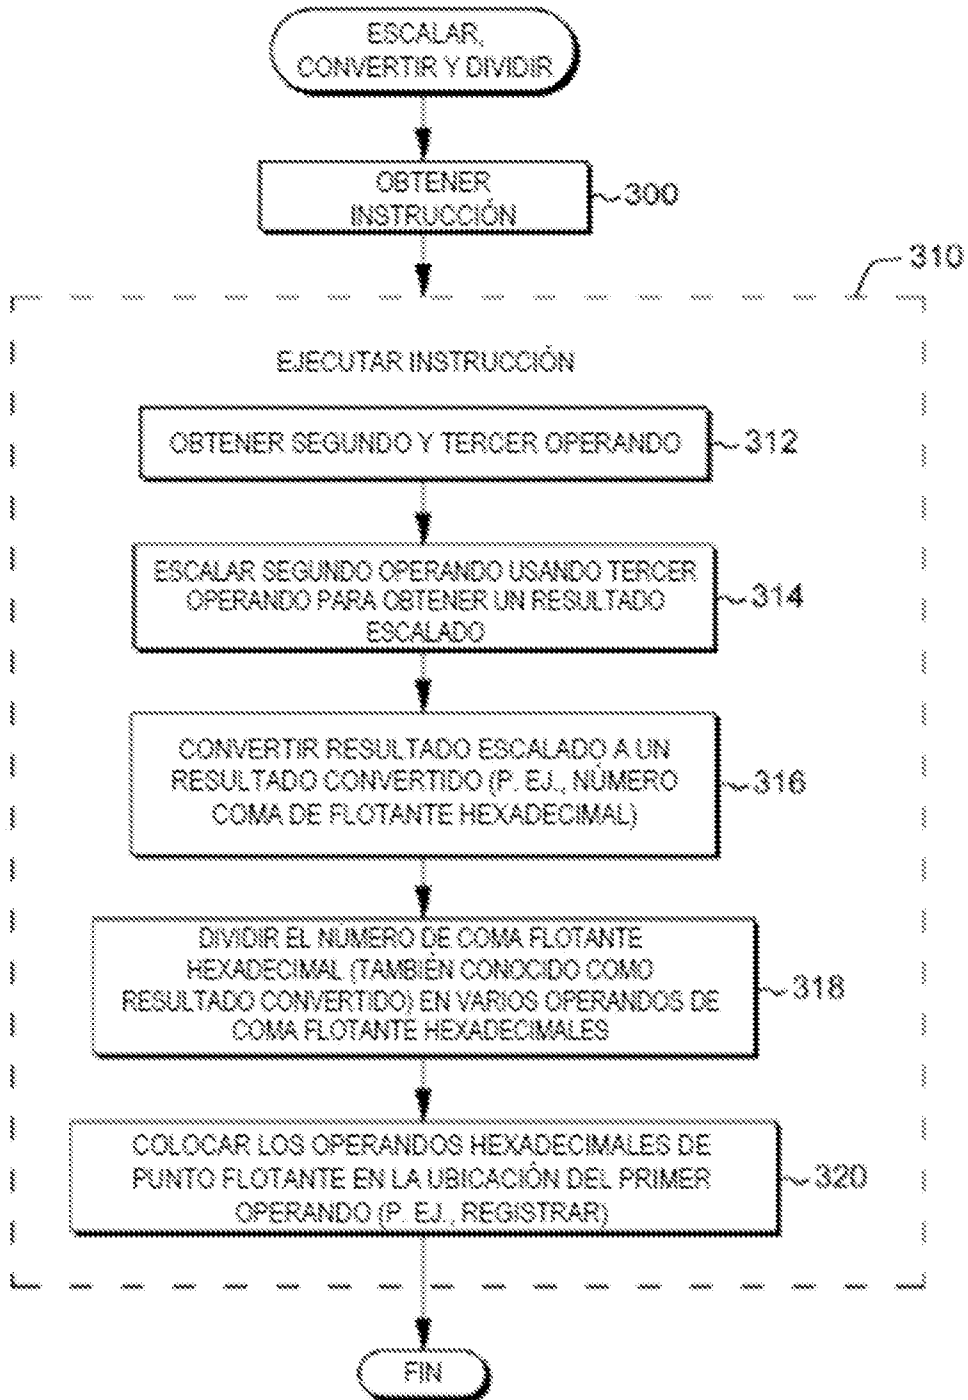 ESCALAR,
CONVERTIR Y DIVIDIR
OBTENER
INSTRUCCIÓN
300
310
EJECUTAR INSTRUCCIÓN
OBTENER SEGUNDO Y TERCER OPERANDO
312
ESCALAR SEGUNDO OPERANDO USANDO TERCER
OPERANDO PARA OBTENER UN RESULTADO
ESCALADO
314
CONVERTIR RESULTADO ESCALADO A UN
RESULTADO CONVERTIDO (P. EJ., NÚMERO
COMA DE FLOTANTE HEXADECIMAL)
316
DIVIDIR EL NÚMERO DE COMA FLOTANTE
HEXADECIMAL (TAMBIÉN CONOCIDO COMO
RESULTADO CONVERTIDO) EN VARIOS OPERANDOS DE
COMA FLOTANTE HEXADECIMALES
318
COLOCAR LOS OPERANDOS HEXADECIMALES DE
PUNTO FLOTANTE EN LA UBICACIÓN DEL PRIMER
OPERANDO (P. EJ., REGISTRAR)
320
FIN